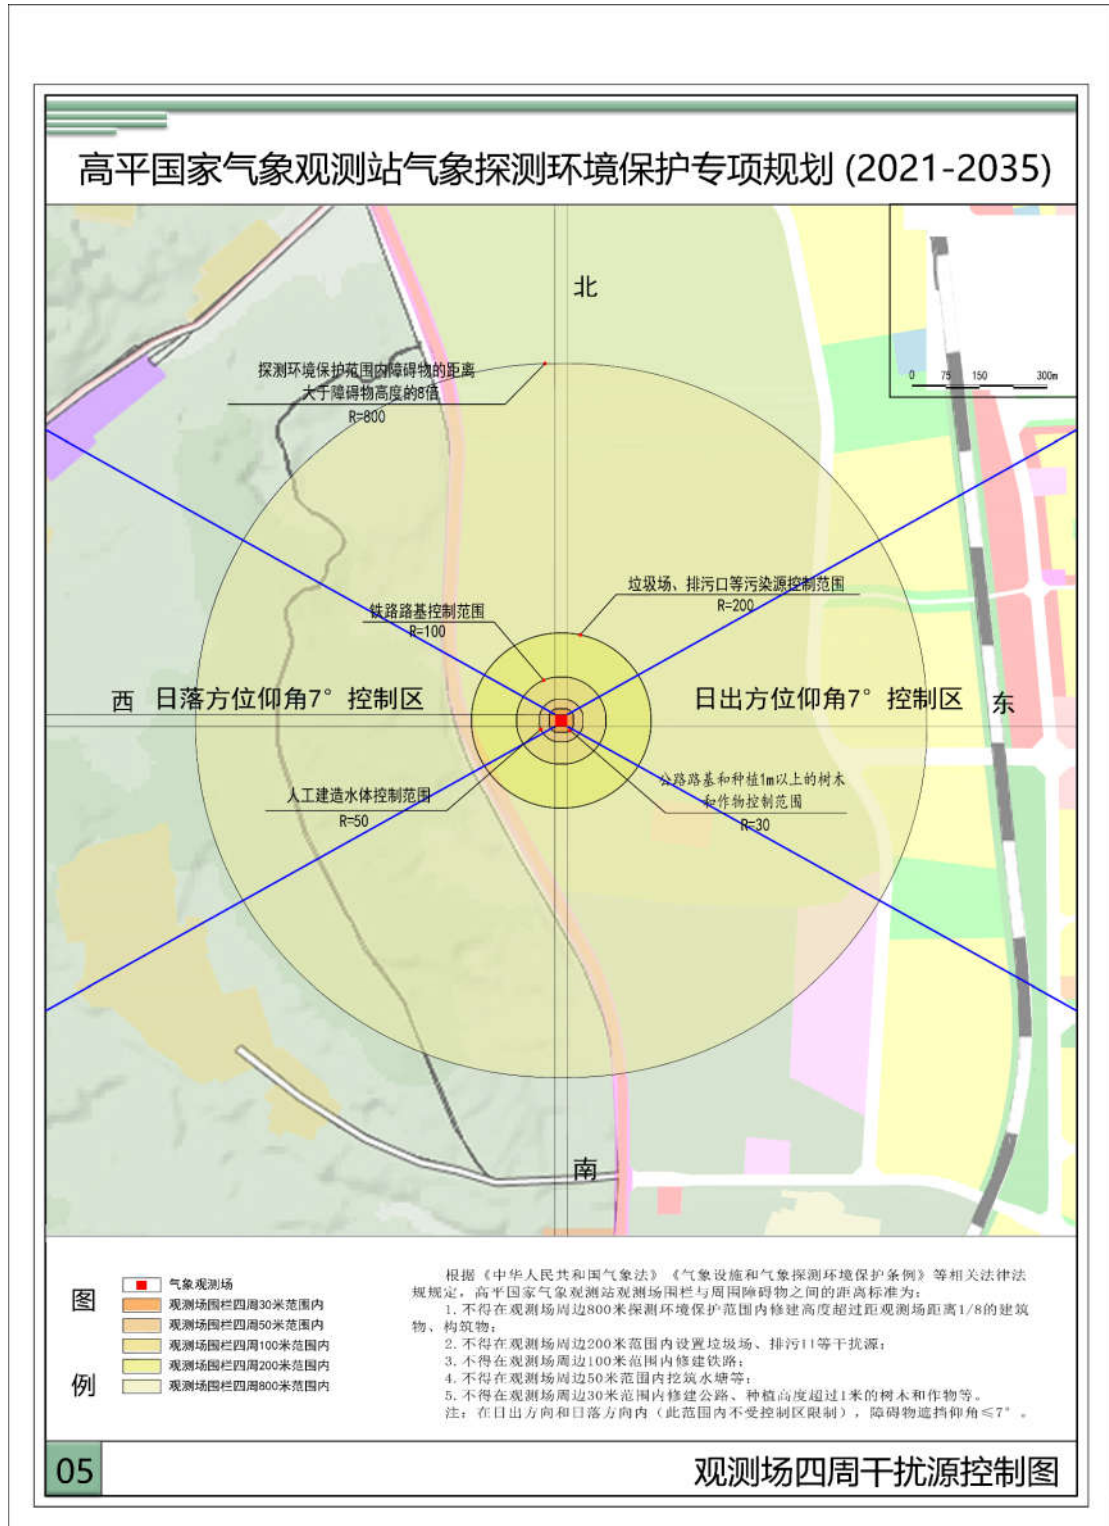 高平国家气象观测站气象探测环境保护专项规划 (2021-2035)
北
0 75 150 300m
探测环境保护范围内障碍物的距离
大于障碍物高度的8倍
R=800
垃圾场、排污口等污染源控制范围
R=200
铁路路基控制范围
R=100
西 日落方位仰角7° 控制区
日出方位仰角7° 控制区 东
人工建造水体控制范围
R=50
公路路基和种植1m以上的树木
和作物控制范围
R=30
南
图例
气象观测场
观测场围栏四周30米范围内
观测场围栏四周50米范围内
观测场围栏四周100米范围内
观测场围栏四周200米范围内
观测场围栏四周800米范围内
根据《中华人民共和国气象法》《气象设施和气象探测环境保护条例》等相关法律法
规规定，高平国家气象观测站观测场围栏与周围障碍物之间的距离标准为：
1.不得在观测场周边800米探测环境保护范围内修建高度超过距观测场距离1/8的建筑
物、构筑物；
2.不得在观测场周边200米范围内设置垃圾场、排污口等干扰源；
3.不得在观测场周边100米范围内修建铁路；
4.不得在观测场周边50米范围内挖筑水塘等；
5.不得在观测场周边30米范围内修建公路、种植高度超过1米的树木和作物等。
注：在日出方向和日落方向内（此范围内不受控制区限制），障碍物遮挡仰角≤7°。
05
观测场四周干扰源控制图